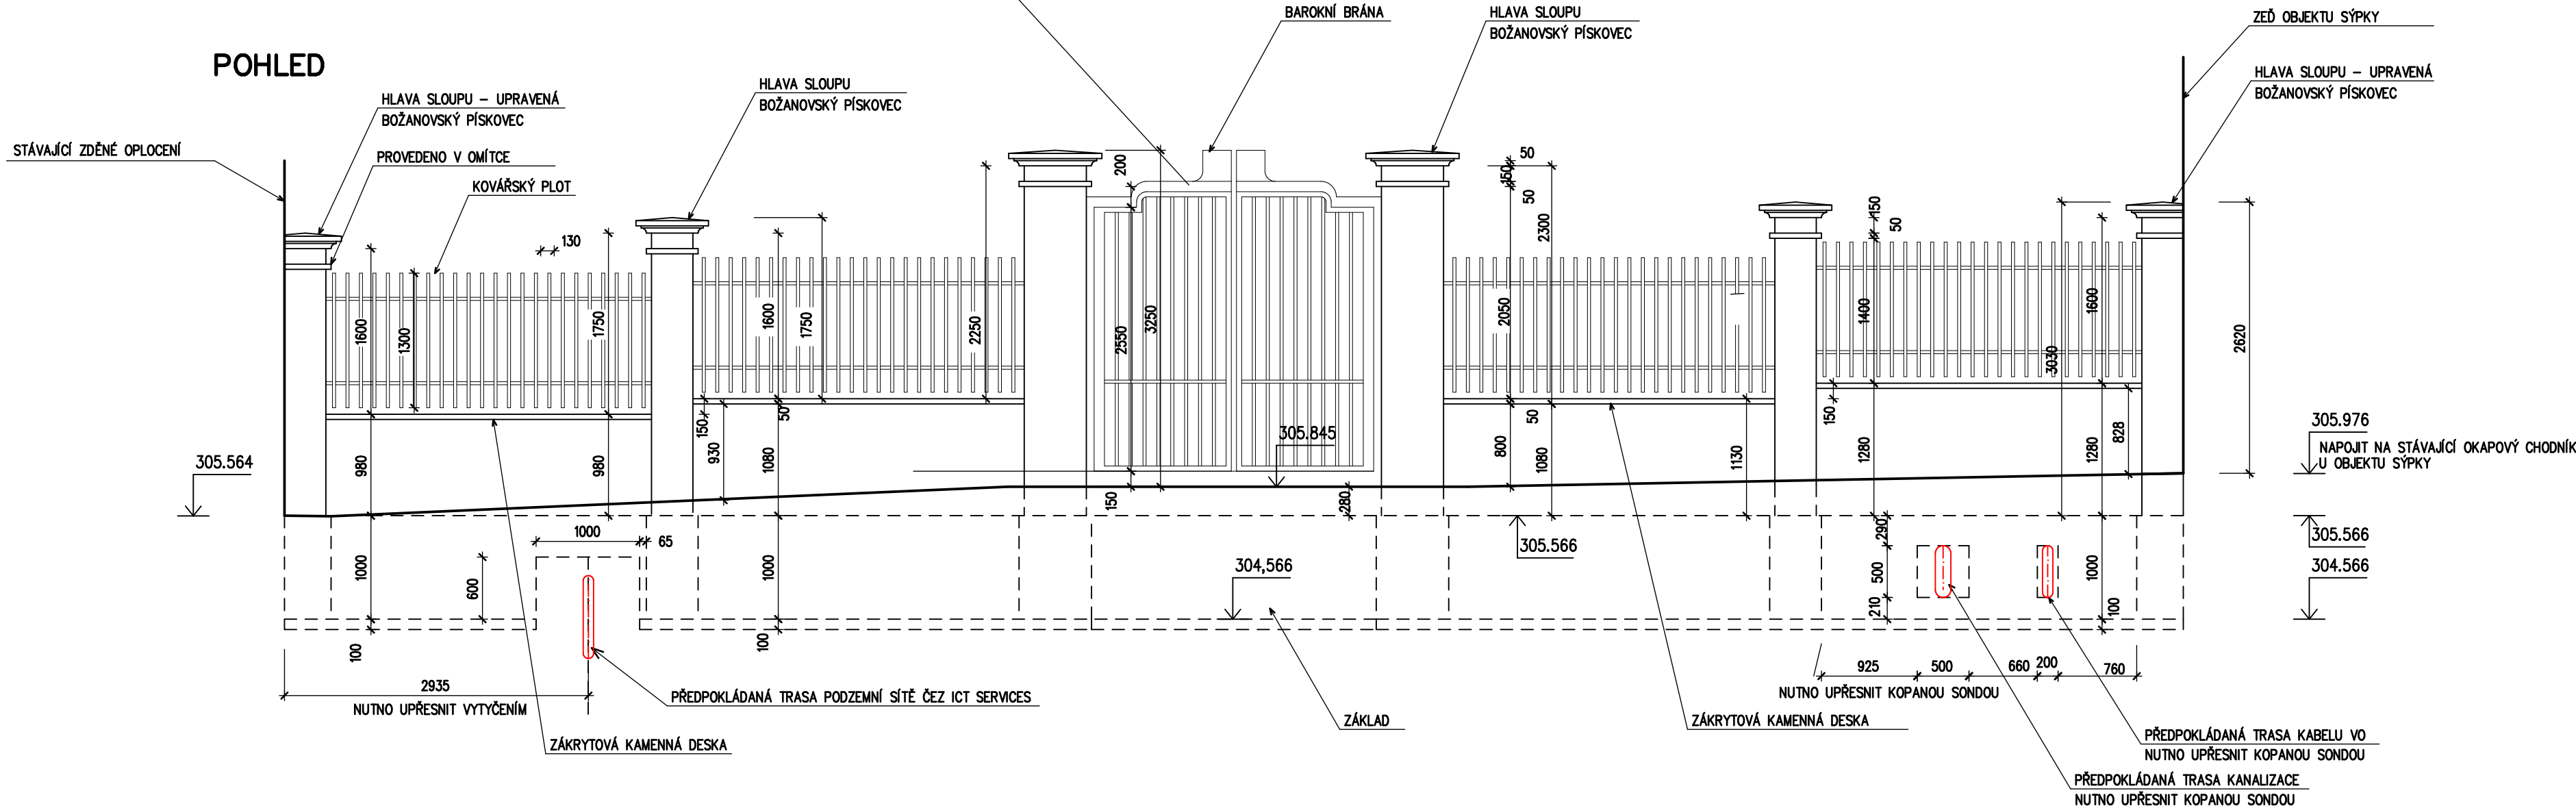 POHLED
BAROKNÍ BRÁNA
HLAVA SLOUPU
BOŽANOVSKÝ PÍSKOVEC
ZEĎ OBJEKTU SÝPKY
HLAVA SLOUPU – UPRAVENÁ
BOŽANOVSKÝ PÍSKOVEC
HLAVA SLOUPU
BOŽANOVSKÝ PÍSKOVEC
HLAVA SLOUPU – UPRAVENÁ
BOŽANOVSKÝ PÍSKOVEC
STÁVAJÍCÍ ZDĚNÉ OPLOCENÍ
PROVEDENO V OMÍTCE
KOVÁŘSKÝ PLOT
130
200
50
150
50
2300
150
50
1600
1300
1750
1600
1750
2250
2550
3250
2050
1400
3030
1600
2620
150
930
50
1080
980
980
305.845
800
50
1080
1130
150
1280
1280
828
305.564
305.976
NAPOJIT NA STÁVAJÍCÍ OKAPOVÝ CHODNÍK
U OBJEKTU SÝPKY
150
280
1000
65
305.566
290
305.566
1000
600
1000
304,566
500
210
1000
100
304.566
100
100
2935
NUTNO UPŘESNIT VYTYČENÍM
PŘEDPOKLÁDANÁ TRASA PODZEMNÍ SÍTĚ ČEZ ICT SERVICES
925
500
660
200
760
NUTNO UPŘESNIT KOPANOU SONDOU
ZÁKRYTOVÁ KAMENNÁ DESKA
ZÁKLAD
ZÁKRYTOVÁ KAMENNÁ DESKA
PŘEDPOKLÁDANÁ TRASA KABELU VO
NUTNO UPŘESNIT KOPANOU SONDOU
PŘEDPOKLÁDANÁ TRASA KANALIZACE
NUTNO UPŘESNIT KOPANOU SONDOU